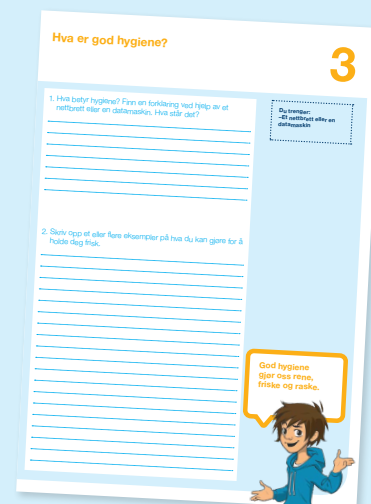 Hva er god hygiene?
3
1. Hva betyr hygiene? Finn en forklaring ved hjelp av et
nettbrett eller en datamaskin. Hva står det?
Du trenger:
–Et nettbrett eller en
datamaskin
2. Skriv opp et eller flere eksempler på hva du kan gjøre for å
holde deg frisk.
God hygiene
gjør oss rene,
friske og raske.